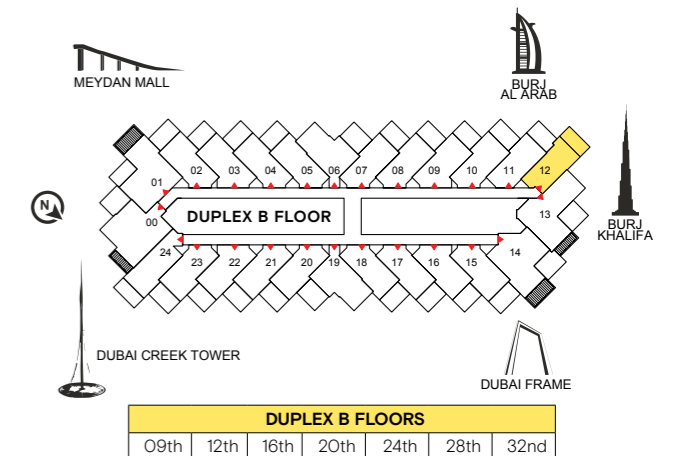 MEYDAN MALL
BURJ
AL ARAB
BURJ
KHALIFA
N
01 02 03 04 05 06 07 08 09 10 11 12
00
DUPLEX B FLOOR
13
24 23 22 21 20 19 18 17 16 15 14
DUBAI CREEK TOWER
DUBAI FRAME
DUPLEX B FLOORS
09th 12th 16th 20th 24th 28th 32nd